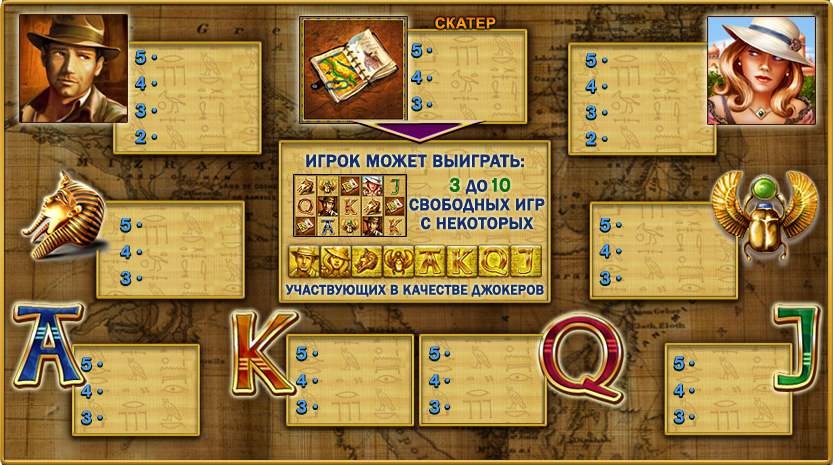 СКАТЕР
5 •
4 •
3 •
2 •
5 •
4 •
3 •
5 •
4 •
3 •
2 •
ИГРОК МОЖЕТ ВЫИГРАТЬ:
3 ДО 10
СВОБОДНЫХ ИГР
С НЕКОТОРЫХ
A K Q J
УЧАСТВУЮЩИХ В КАЧЕСТВЕ ДЖОКЕРОВ
5 •
4 •
3 •
5 •
4 •
3 •
A
5 •
4 •
3 •
K
5 •
4 •
3 •
5 •
4 •
3 •
Q
5 •
4 •
3 •
J